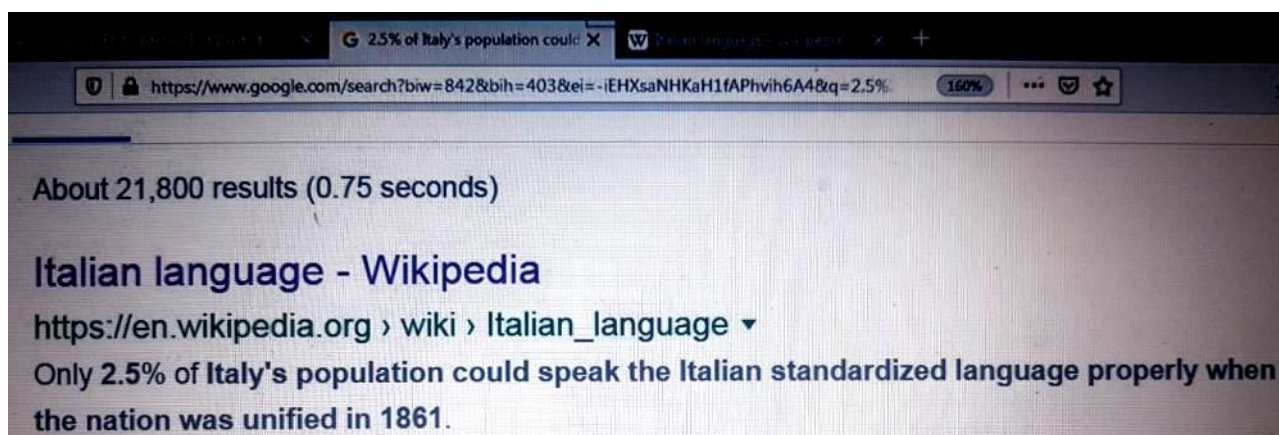 G 2.5% of Italy's population could X W +
https://www.google.com/search?biw=842&bih=403&ei=-iEHXsaNHKaH1fAPhvih6A4&q=2.5% 160% ...
About 21,800 results (0.75 seconds)
Italian language - Wikipedia
https://en.wikipedia.org › wiki › Italian_language ▾
Only 2.5% of Italy's population could speak the Italian standardized language properly when
the nation was unified in 1861.